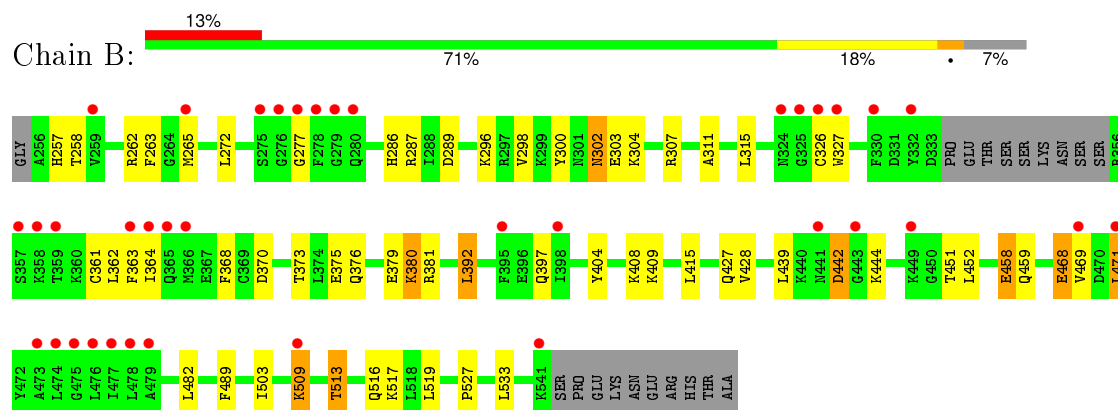 13%
Chain B:
71% 18% • 7%
GLY A256 H257 T258 V259 R262 F263 G264 M265 L272 S275 G276 G277 F278 G279 Q280 H286 R287 I288 D289 K296 R297 V298 K299 Y300 N301 N302 E303 K304 R307 A311 L315 N324 G325 C326 W327 F330 D331 Y332 D333 PRO GLU THR SER SER LYS ASN SER SER
S357 K358 T359 K360 C361 L362 F363 I364 Q365 M366 E367 F368 C369 D370 T373 L374 E375 Q376 E379 K380 R381 L392 F395 E396 Q397 I398 Y404 K408 K409 L415 Q427 V428 L439 K440 N441 D442 G443 K444 K449 G450 T451 L452 E458 Q459 E468 V469 D470 L471
Y472 A473 L474 G475 L476 I477 L478 A479 L482 F489 I503 K509 T513 Q516 K517 L518 L519 P527 L533 K541 SER PRO GLU LYS ASN GLU ARG HIS THR ALA